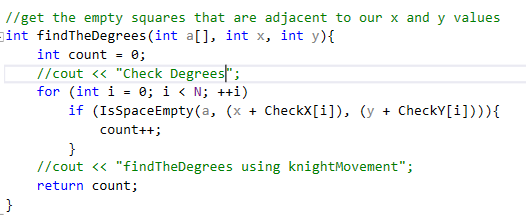 //get the empty squares that are adjacent to our x and y values
int findTheDegrees(int a[], int x, int y){
    int count = 0;
    //cout << "Check Degrees";
    for (int i = 0; i < N; ++i)
        if (IsSpaceEmpty(a, (x + CheckX[i]), (y + CheckY[i]))){
            count++;
        }
    //cout << "findTheDegrees using knightMovement";
    return count;
}